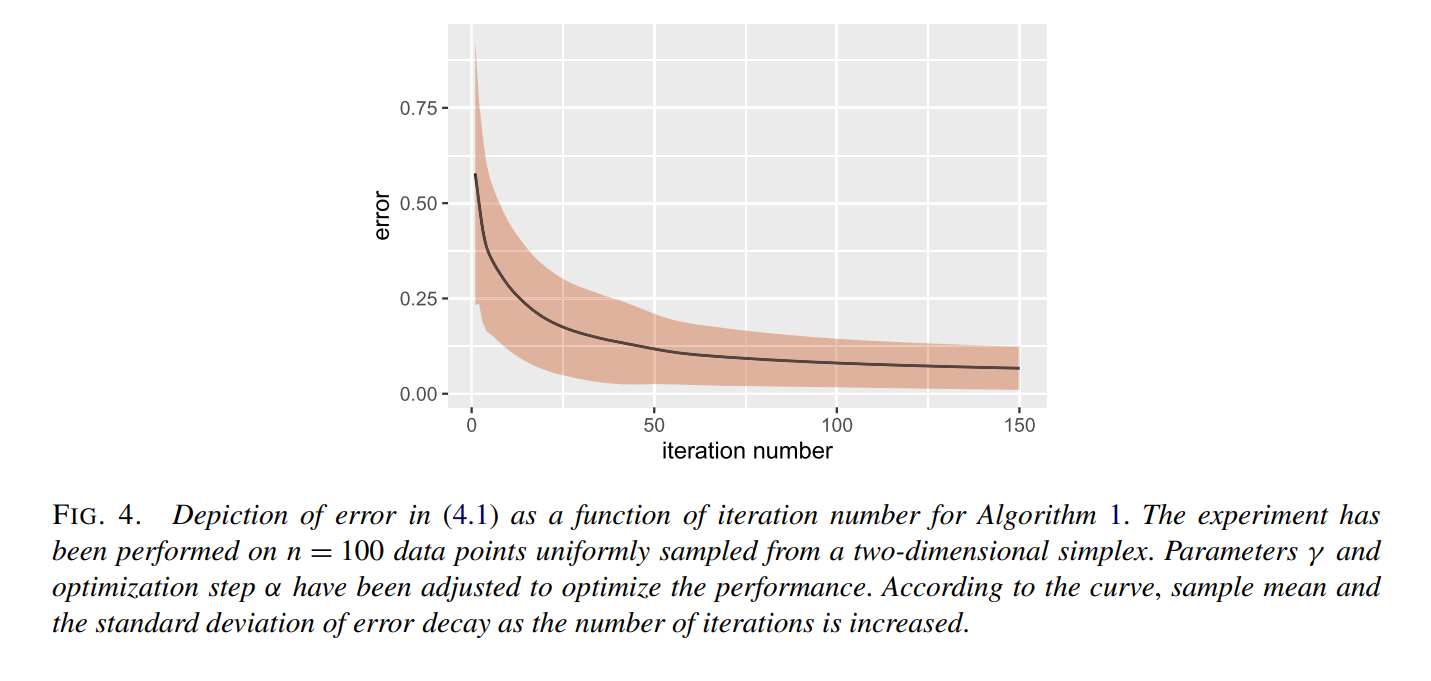 0.75
0.50
0.25
0.00
error
0 50 100 150
iteration number
FIG. 4. Depiction of error in (4.1) as a function of iteration number for Algorithm 1. The experiment has
been performed on n = 100 data points uniformly sampled from a two-dimensional simplex. Parameters γ and
optimization step α have been adjusted to optimize the performance. According to the curve, sample mean and
the standard deviation of error decay as the number of iterations is increased.